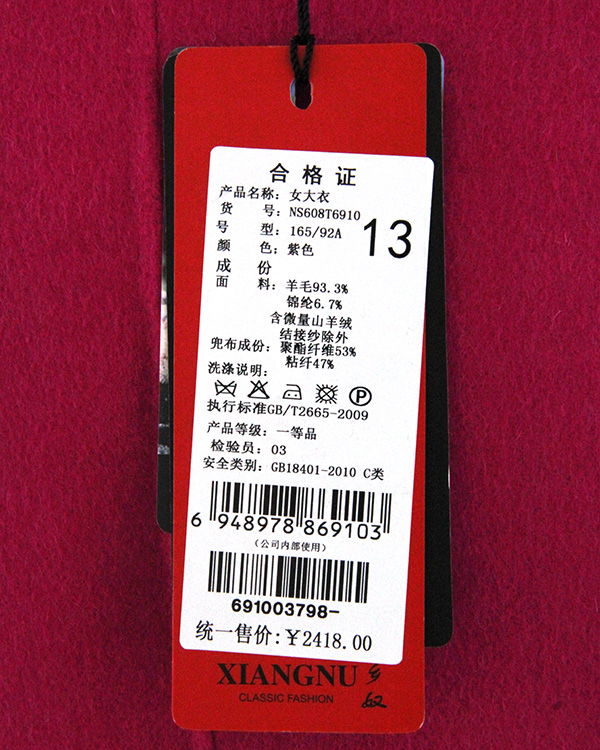 合格证
产品名称：女大衣
货 号：NS608T6910
号 型：165/92A
13
颜 色：紫色
成 份
面 料：羊毛93.3%
锦纶6.7%
含微量山羊绒
结接纱除外
兜布成份：聚酯纤维53%
粘纤47%
洗涤说明：
执行标准GB/T2665-2009
产品等级：一等品
检验员：03
安全类别：GB18401-2010 C类
6 948978 869103
（公司内部使用）
691003798-
统一售价:￥2418.00
XIANGNU
CLASSIC FASHION